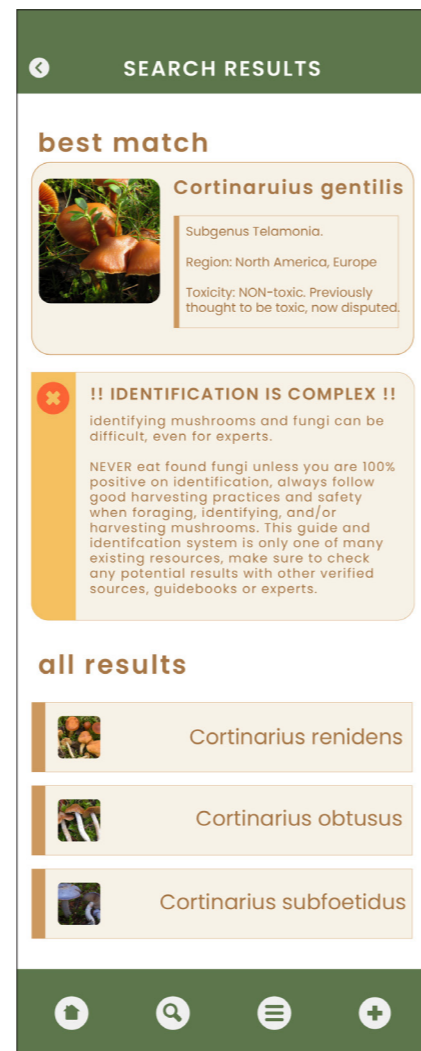 SEARCH RESULTS
best match
Cortinaruius gentilis
Subgenus Telamonia.
Region: North America, Europe
Toxicity: NON-toxic. Previously
thought to be toxic, now disputed.
!! IDENTIFICATION IS COMPLEX !!
identifying mushrooms and fungi can be
difficult, even for experts.
NEVER eat found fungi unless you are 100%
positive on identification, always follow
good harvesting practices and safety
when foraging, identifying, and/or
harvesting mushrooms. This guide and
identifcation system is only one of many
existing resources, make sure to check
any potential results with other verified
sources, guidebooks or experts.
all results
Cortinarius renidens
Cortinarius obtusus
Cortinarius subfoetidus